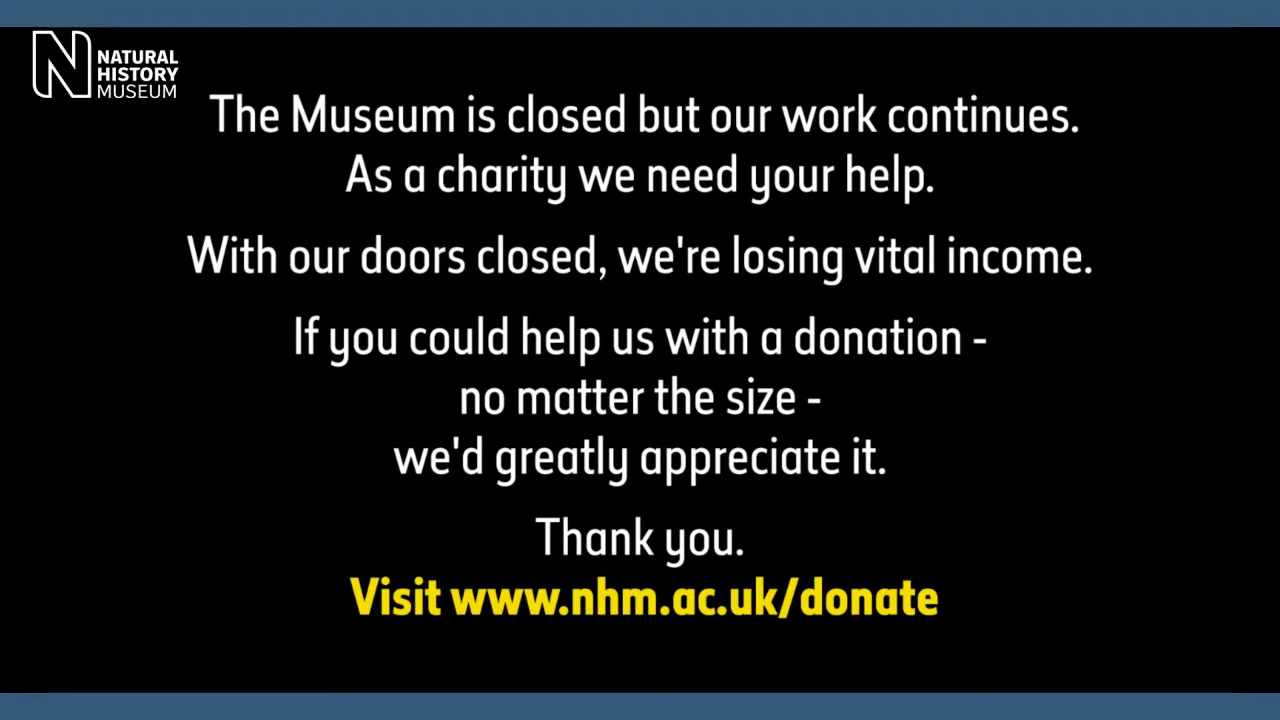 NATURAL
HISTORY
MUSEUM
The Museum is closed but our work continues.
As a charity we need your help.
With our doors closed, we're losing vital income.
If you could help us with a donation -
no matter the size -
we'd greatly appreciate it.
Thank you.
Visit www.nhm.ac.uk/donate